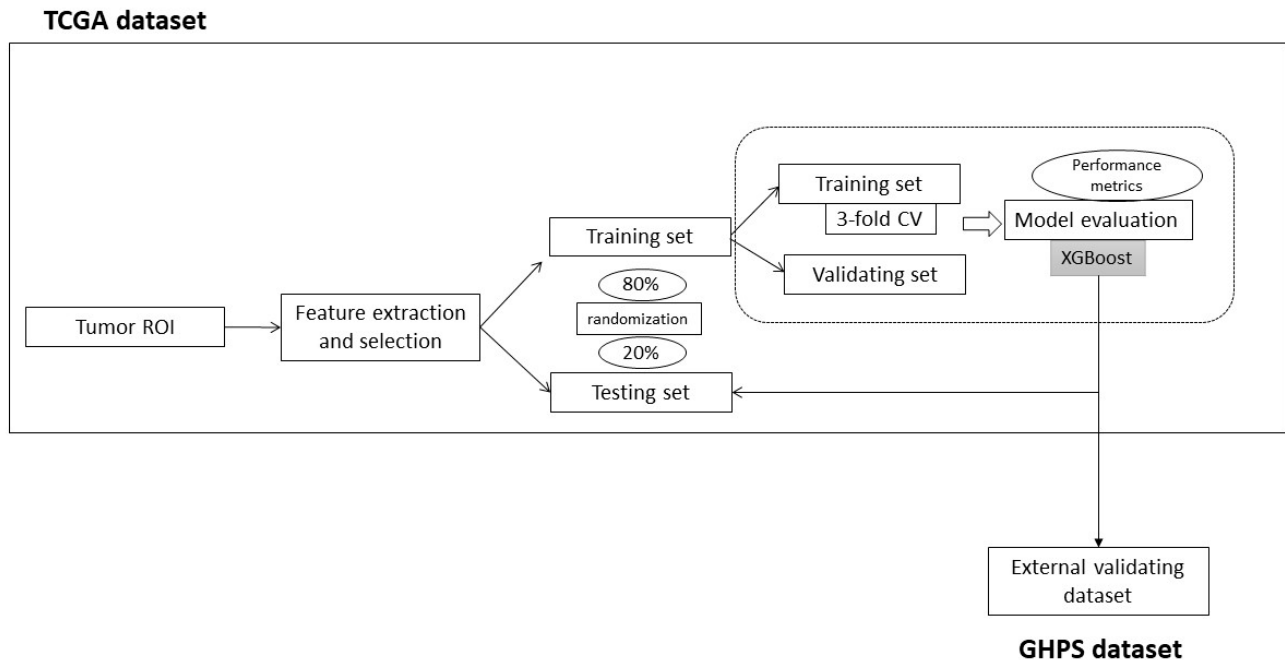 TCGA dataset
Tumor ROI
Feature extraction
and selection
Training set
80%
randomization
20%
Testing set
Training set
3-fold CV
Validating set
Performance
metrics
Model evaluation
XGBoost
External validating
dataset
GHPS dataset